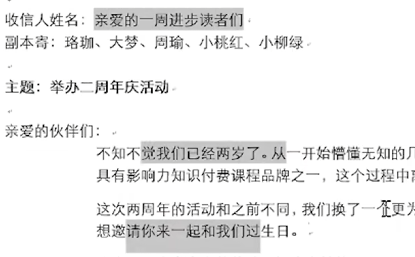 收信人姓名：亲爱的一周进步读者们
副本寄：珞珈、大梦、周瑜、小桃红、小柳绿
主题：举办二周年庆活动
亲爱的伙伴们：
不知不觉我们已经两岁了。从一开始懵懂无知的几
具有影响力知识付费课程品牌之一，这个过程中
这次两周年的活动和之前不同，我们换了一个更为
想邀请你来一起和我们过生日。